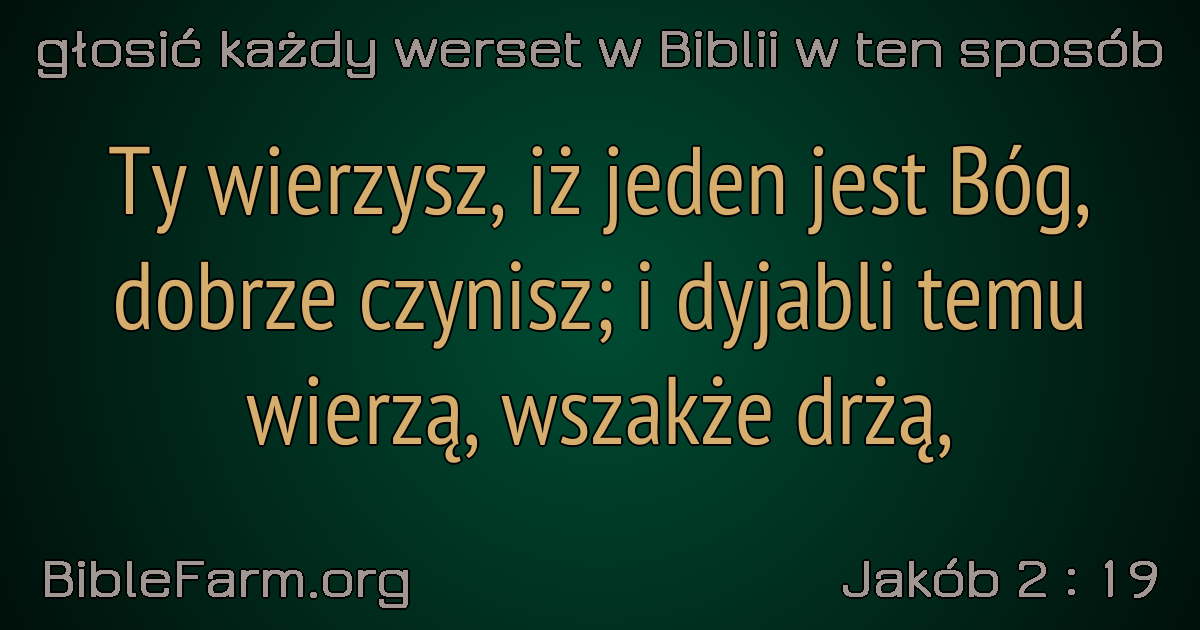 głosić każdy werset w Biblii w ten sposób
Ty wierzysz, iż jeden jest Bóg,
dobrze czynisz; i dyjabli temu
wierzą, wszakże drżą,
BibleFarm.org
Jakób 2 : 19